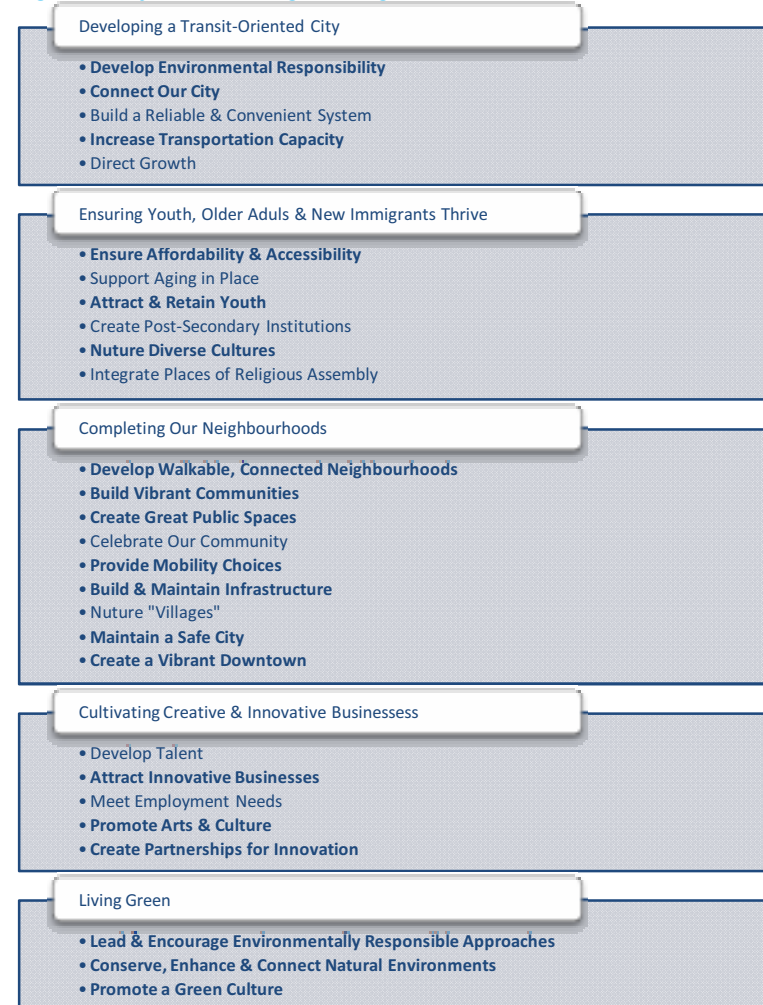 Developing a Transit-Oriented City
• Develop Environmental Responsibility
• Connect Our City
• Build a Reliable & Convenient System
• Increase Transportation Capacity
• Direct Growth
Ensuring Youth, Older Aduls & New Immigrants Thrive
• Ensure Affordability & Accessibility
• Support Aging in Place
• Attract & Retain Youth
• Create Post-Secondary Institutions
• Nuture Diverse Cultures
• Integrate Places of Religious Assembly
Completing Our Neighbourhoods
• Develop Walkable, Connected Neighbourhoods
• Build Vibrant Communities
• Create Great Public Spaces
• Celebrate Our Community
• Provide Mobility Choices
• Build & Maintain Infrastructure
• Nuture "Villages"
• Maintain a Safe City
• Create a Vibrant Downtown
Cultivating Creative & Innovative Businessess
• Develop Talent
• Attract Innovative Businesses
• Meet Employment Needs
• Promote Arts & Culture
• Create Partnerships for Innovation
Living Green
• Lead & Encourage Environmentally Responsible Approaches
• Conserve, Enhance & Connect Natural Environments
• Promote a Green Culture